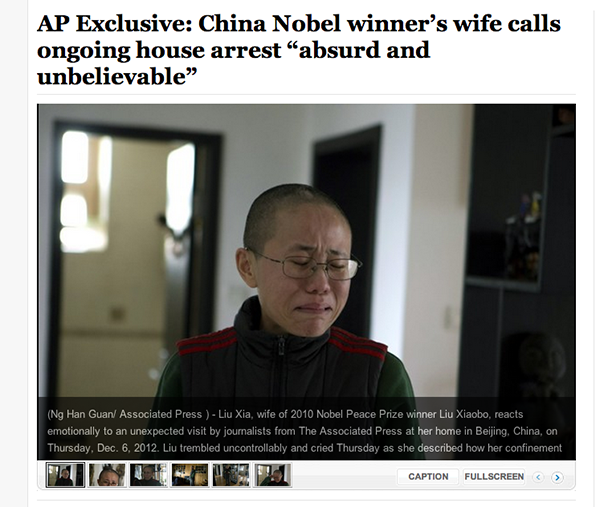 AP Exclusive: China Nobel winner’s wife calls
ongoing house arrest “absurd and
unbelievable”
(Ng Han Guan/ Associated Press ) - Liu Xia, wife of 2010 Nobel Peace Prize winner Liu Xiaobo, reacts
emotionally to an unexpected visit by journalists from The Associated Press at her home in Beijing, China, on
Thursday, Dec. 6, 2012. Liu trembled uncontrollably and cried Thursday as she described how her confinement
CAPTION FULLSCREEN